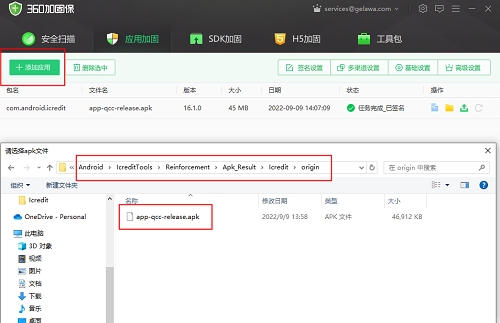 360加固保
services@gelawa.com
安全扫描 应用加固 SDK加固 H5加固 工具包
+ 添加应用 删除选中 签名设置 多渠道设置 基础设置 高级设置
包名 文件名 版本 大小 日期 状态 操作
com.android.icredit app-qcc-release.apk 16.1.0 45 MB 2022-09-09 14:07:09 任务完成_已签名
请选择apk文件
« Android › IcreditTools › Reinforcement › Apk_Result › Icredit › origin 在 origin 中搜索
组织 新建文件夹
名称 修改日期 类型 大小
Icredit
app-qcc-release.apk 2022/9/9 13:58 APK 文件 46,912 KB
OneDrive - Personal
此电脑
3D 对象
视频
图片
文档
下载
音乐
桌面